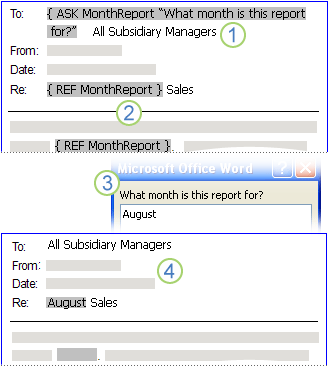 To: { ASK MonthReport “What month is this report
for?” All Subsidiary Managers
1
From:
Date:
Re: { REF MonthReport } Sales
2
{ REF MonthReport }.
Microsoft Office Word
3
What month is this report for?
August
To: All Subsidiary Managers
From:
4
Date:
Re: August Sales